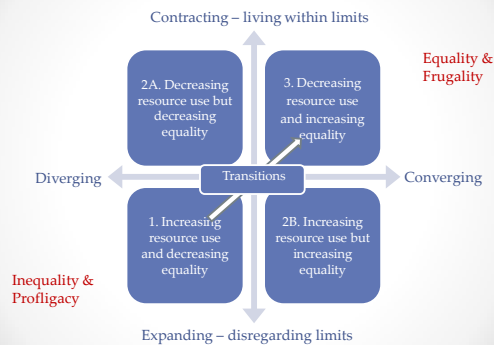 Contracting – living within limits
Equality &
Frugality
2A. Decreasing
resource use but
decreasing
equality
3. Decreasing
resource use
and increasing
equality
Diverging
Transitions
Converging
1. Increasing
resource use
and decreasing
equality
2B. Increasing
resource use but
increasing
equality
Inequality &
Profligacy
Expanding – disregarding limits